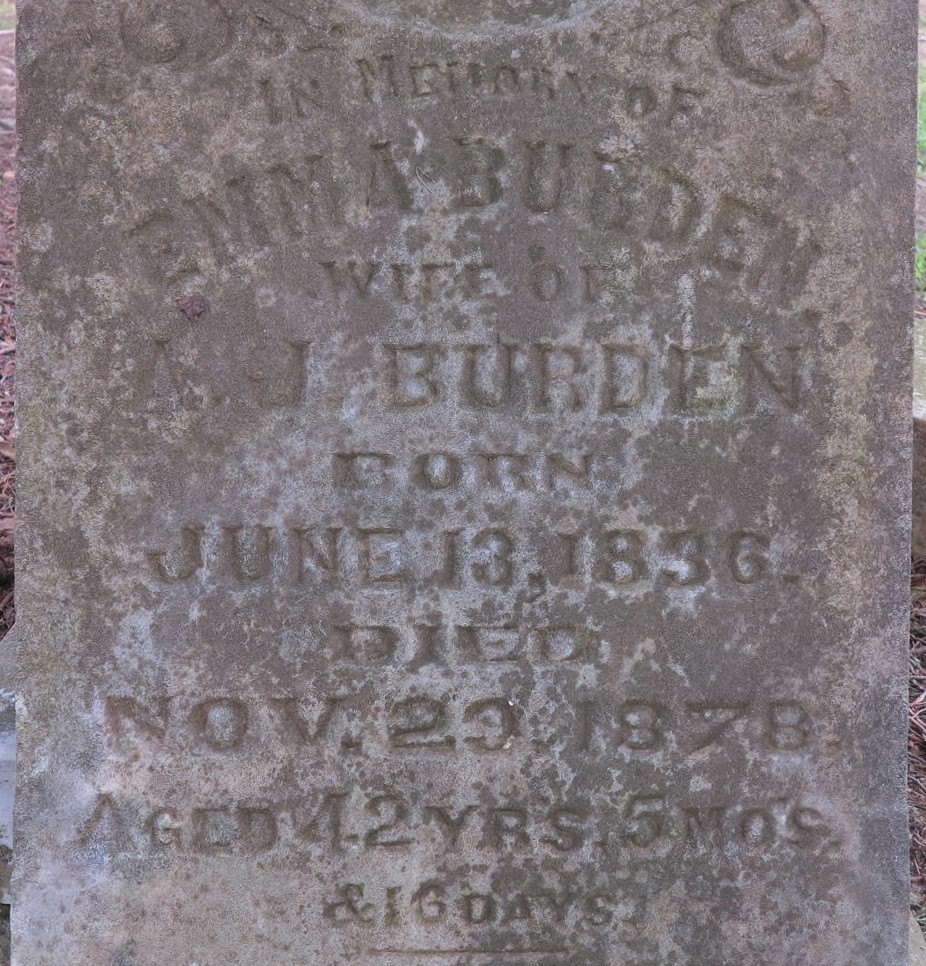 IN MEMORY OF
EMMA BURDEN
WIFE OF
A. J. BURDEN
BORN
JUNE 13, 1836.
DIED
NOV. 29, 1878.
AGED 42 YRS. 5 MOS.
& 16 DAYS